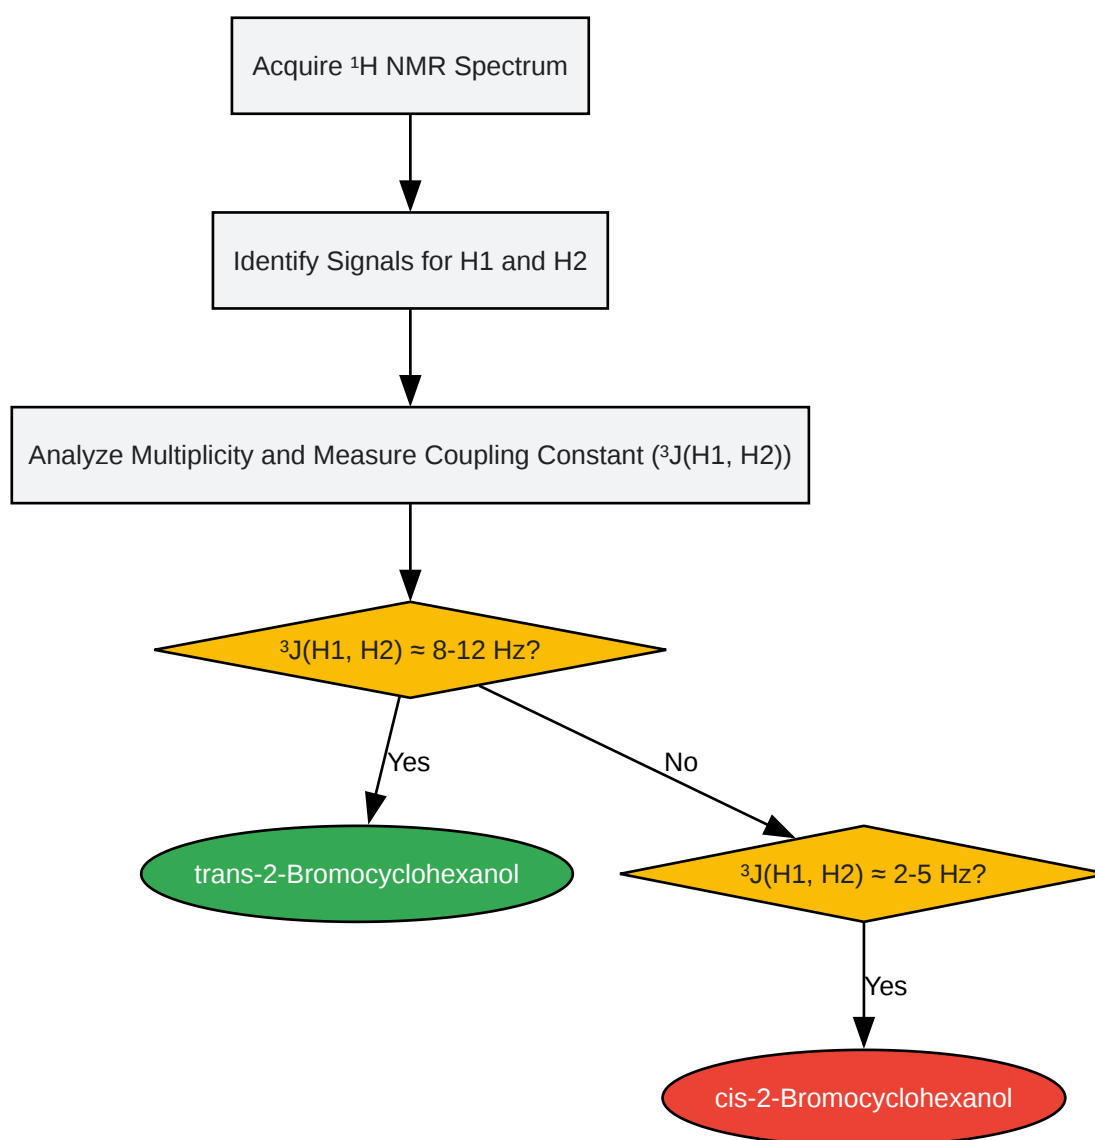 Acquire ¹H NMR Spectrum
Identify Signals for H1 and H2
Analyze Multiplicity and Measure Coupling Constant (³J(H1, H2))
³J(H1, H2) ≈ 8-12 Hz?
Yes
No
trans-2-Bromocyclohexanol
³J(H1, H2) ≈ 2-5 Hz?
Yes
cis-2-Bromocyclohexanol